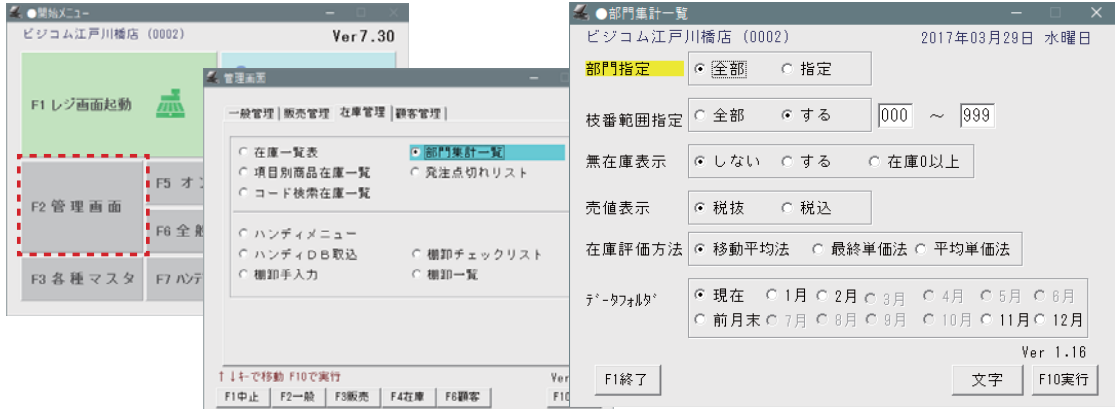 ●開始メニュー
ビジコム江戸川橋店 (0002)
Ver7.30
F1 レジ画面起動
F2 管理画面
F5 オン
F6 全般
F3 各種マスタ
F7 ハンデ
管理画面
一般管理 販売管理 在庫管理 顧客管理
在庫一覧表 部門集計一覧
項目別商品在庫一覧 発注点切れリスト
コード検索在庫一覧
ハンディメニュー
ハンディDB取込 棚卸チェックリスト
棚卸手入力 棚卸一覧
↑↓キーで移動 F10で実行
Ver
F1中止 F2一般 F3販売 F4在庫 F6顧客 F10
●部門集計一覧
ビジコム江戸川橋店 (0002) 2017年03月29日 水曜日
部門指定 全部 指定
枝番範囲指定 全部 する 000 ～ 999
無在庫表示 しない する 在庫0以上
売値表示 税抜 税込
在庫評価方法 移動平均法 最終単価法 平均単価法
データフォルダ 現在 1月 2月 3月 4月 5月 6月
前月末 7月 8月 9月 10月 11月 12月
Ver 1.16
F1終了 文字 F10実行